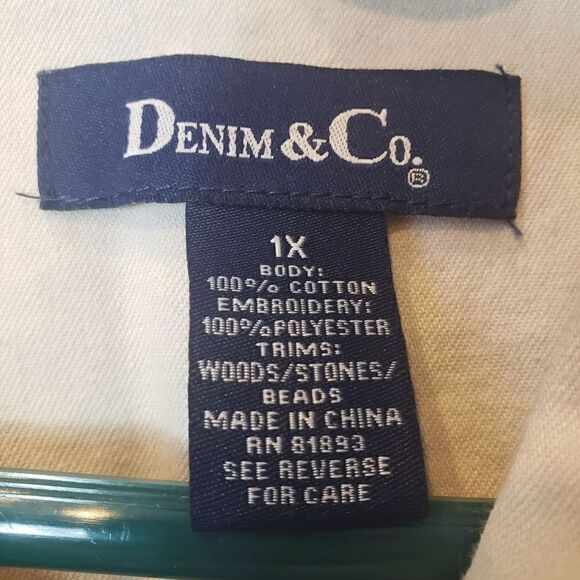 DENIM & CO.®
1X
BODY:
100% COTTON
EMBROIDERY:
100% POLYESTER
TRIMS:
WOODS/STONES/
BEADS
MADE IN CHINA
RN 81893
SEE REVERSE
FOR CARE